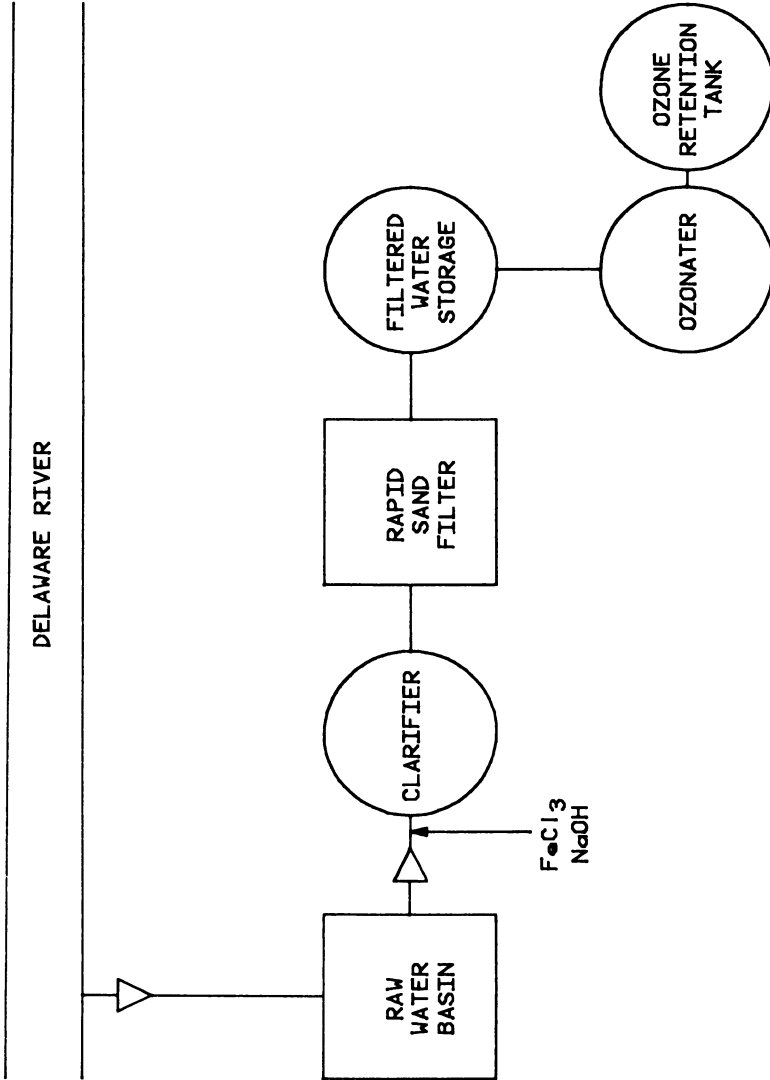 DELAWARE RIVER
RAW
WATER
BASIN
FeCl3
NaOH
CLARIFIER
RAPID
SAND
FILTER
FILTERED
WATER
STORAGE
OZONATER
OZONE
RETENTION
TANK